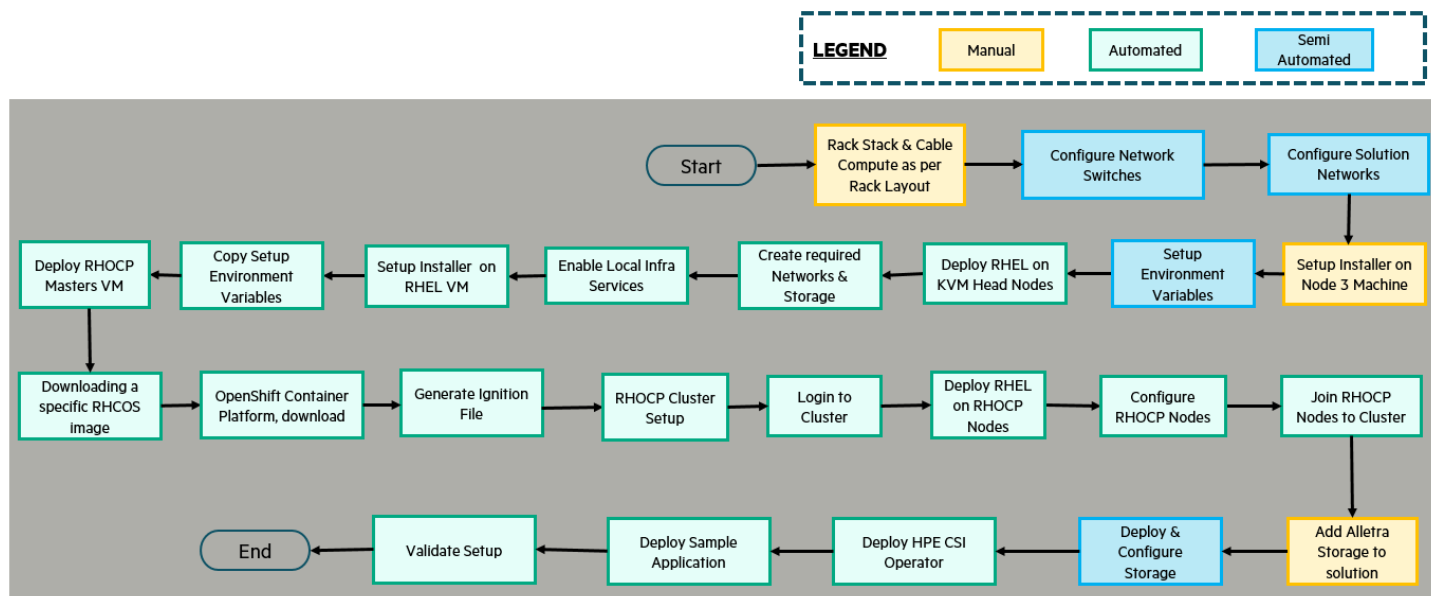 LEGEND
Manual
Automated
Semi
Automated
Start
Rack Stack & Cable
Compute as per
Rack Layout
Configure Network
Switches
Configure Solution
Networks
Deploy RHOCP
Masters VM
Copy Setup
Environment
Variables
Setup Installer on
RHEL VM
Enable Local Infra
Services
Create required
Networks &
Storage
Deploy RHEL on
KVM Head Nodes
Setup
Environment
Variables
Setup Installer on
Node 3 Machine
Downloading a
specific RHCOS
image
OpenShift Container
Platform, download
Generate Ignition
File
RHOCP Cluster
Setup
Login to
Cluster
Deploy RHEL
on RHOCP
Nodes
Configure
RHOCP Nodes
Join RHOCP
Nodes to Cluster
End
Validate Setup
Deploy Sample
Application
Deploy HPE CSI
Operator
Deploy &
Configure
Storage
Add Alletra
Storage to
solution